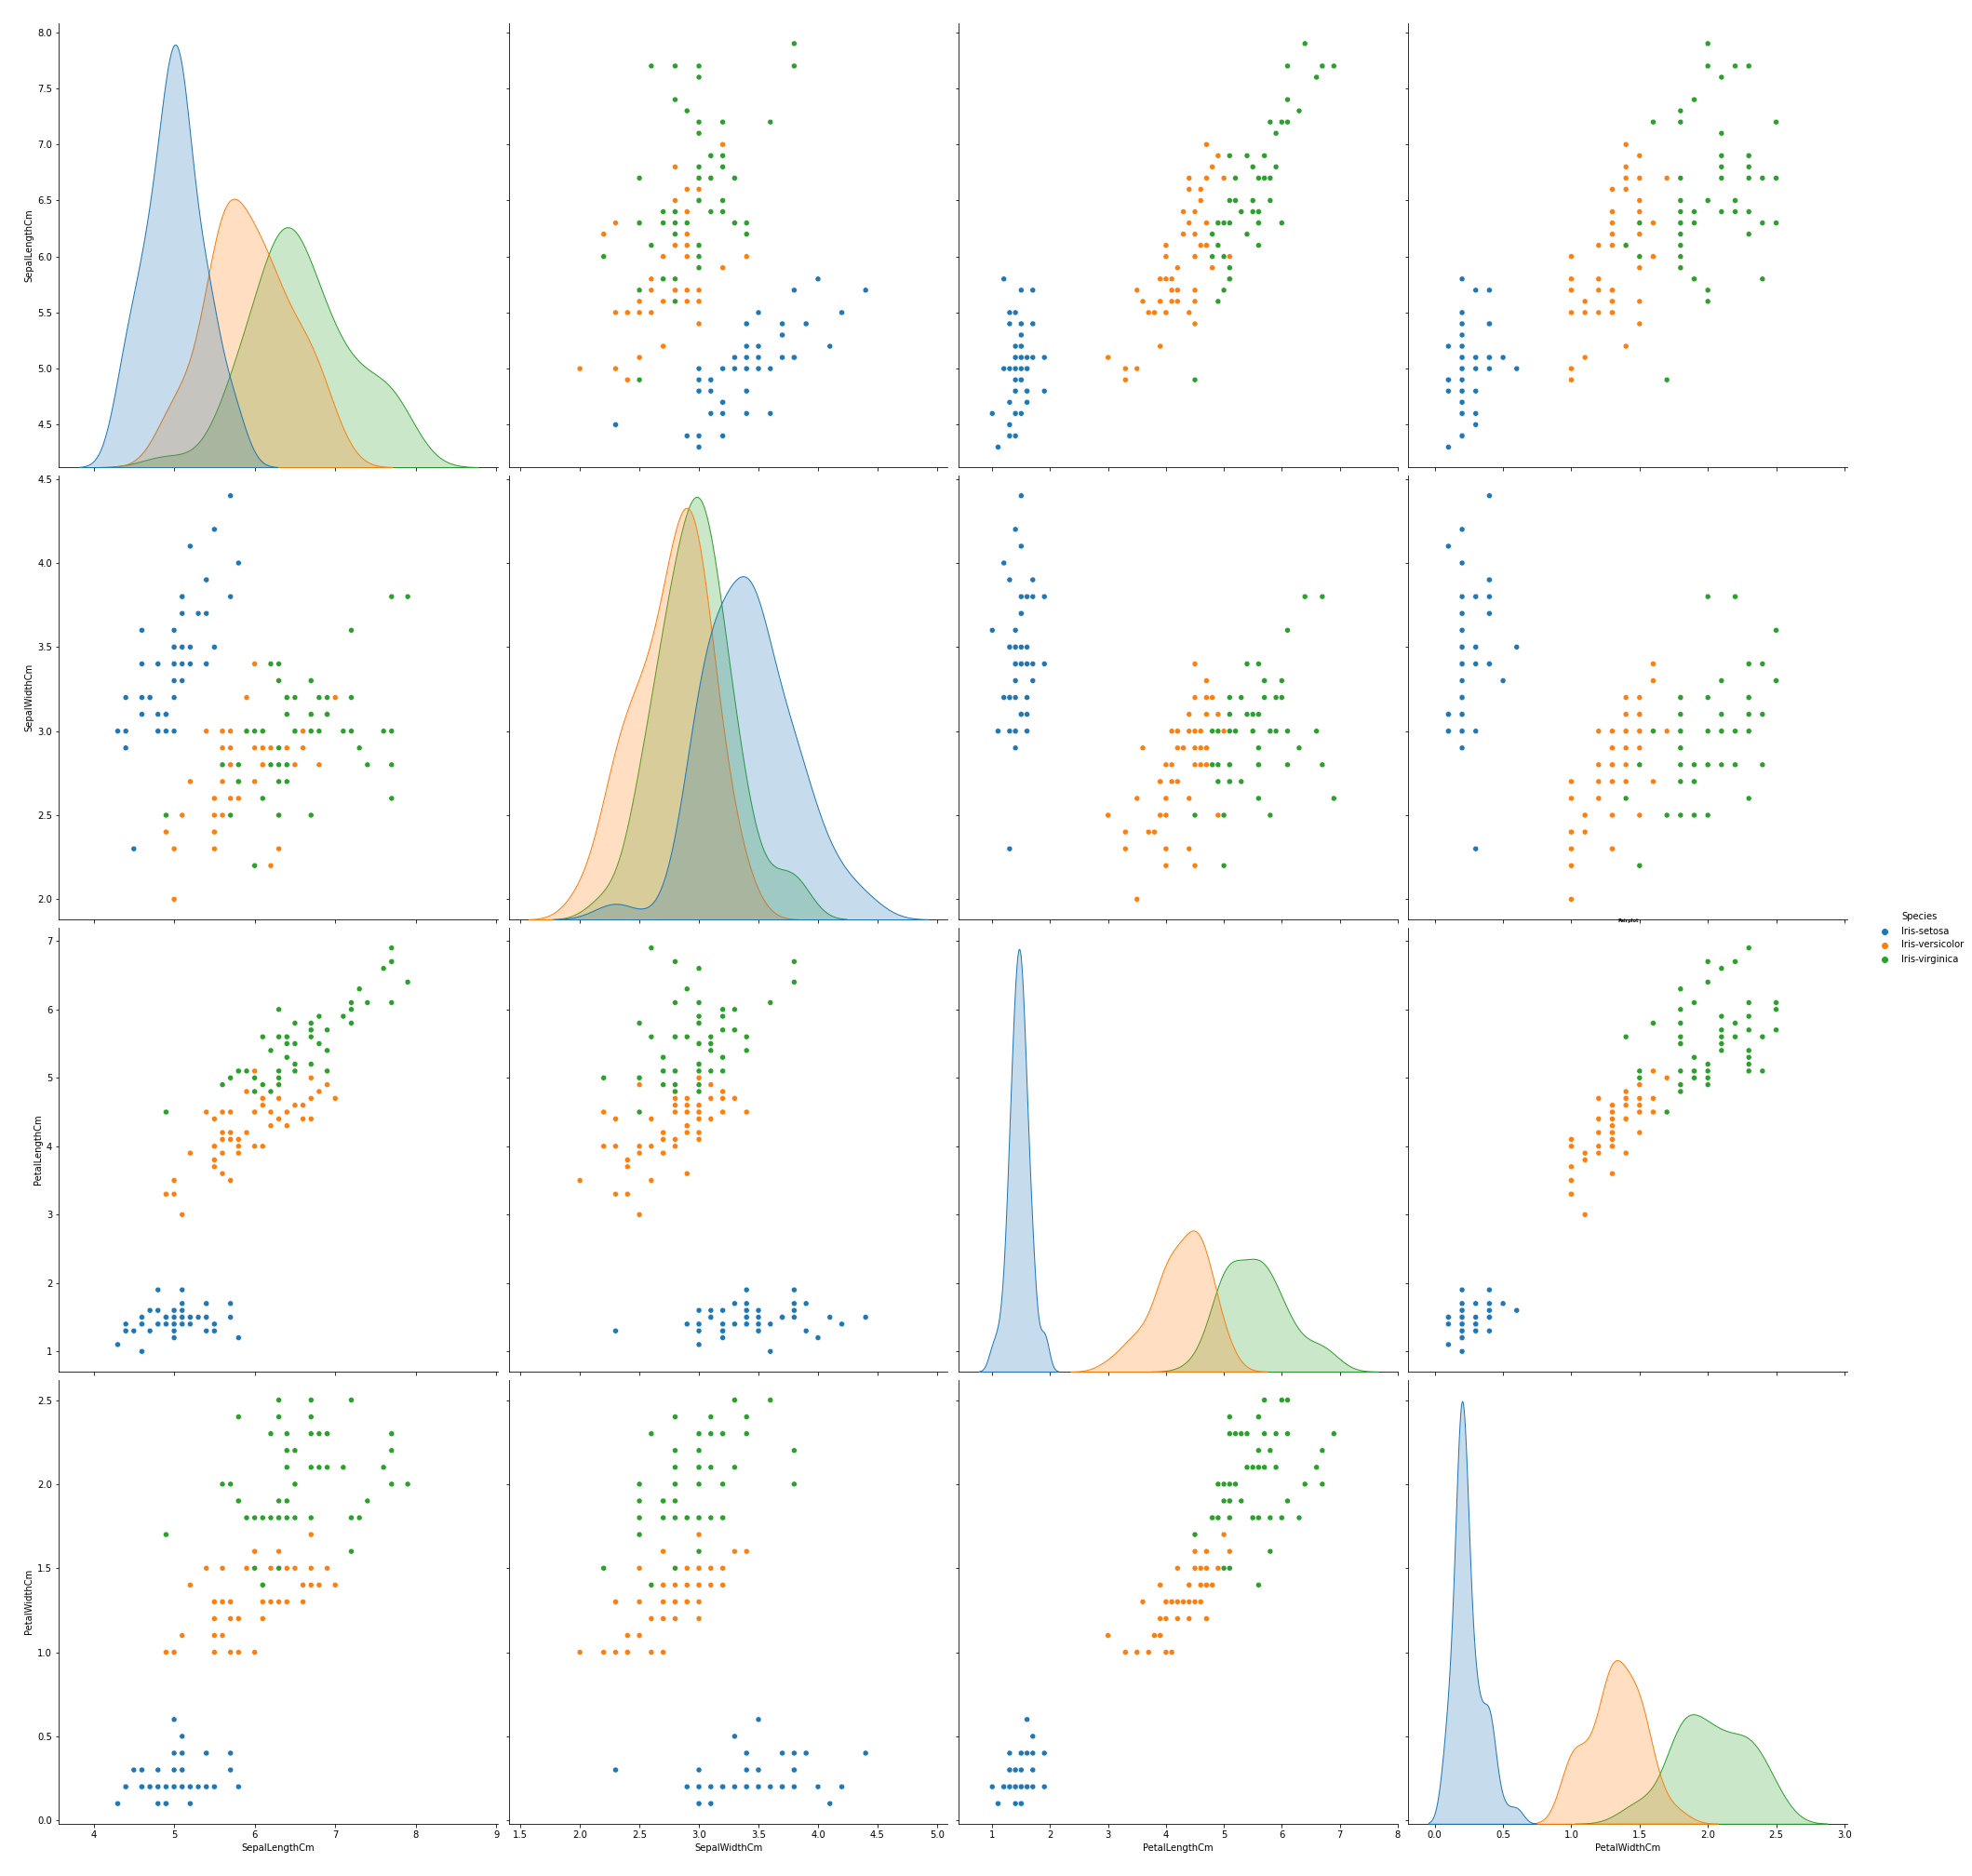 8.0
7.5
7.0
6.5
6.0
5.5
5.0
4.5
SepalLengthCm
4.5
4.0
3.5
3.0
2.5
2.0
SepalWidthCm
Pairplot
Species
Iris-setosa
Iris-versicolor
Iris-virginica
7
6
5
4
3
2
1
PetalLengthCm
2.5
2.0
1.5
1.0
0.5
0.0
PetalWidthCm
4 5 6 7 8 9
SepalLengthCm
1.5 2.0 2.5 3.0 3.5 4.0 4.5 5.0
SepalWidthCm
1 2 3 4 5 6 7 8
PetalLengthCm
0.0 0.5 1.0 1.5 2.0 2.5 3.0
PetalWidthCm